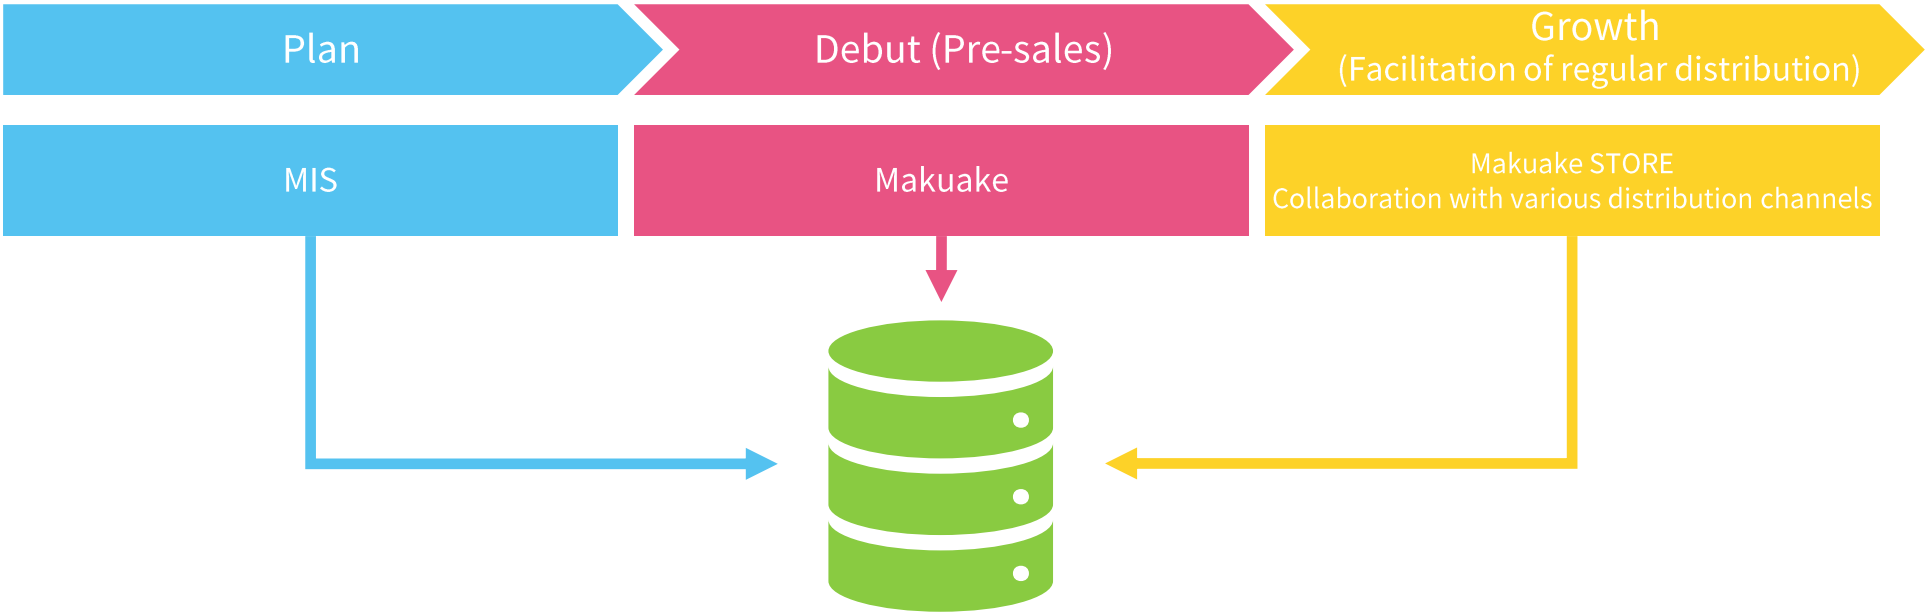 Plan
Debut (Pre-sales)
Growth
(Facilitation of regular distribution)
MIS
Makuake
Makuake STORE
Collaboration with various distribution channels